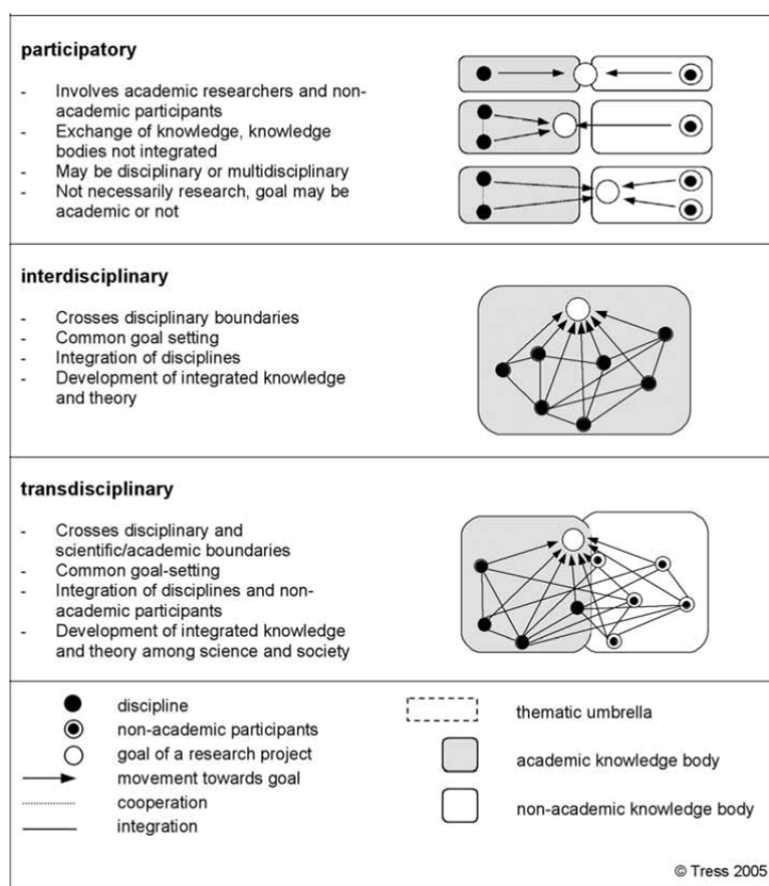 participatory
- Involves academic researchers and non-
academic participants
- Exchange of knowledge, knowledge
bodies not integrated
- May be disciplinary or multidisciplinary
- Not necessarily research, goal may be
academic or not
interdisciplinary
- Crosses disciplinary boundaries
- Common goal setting
- Integration of disciplines
- Development of integrated knowledge
and theory
transdisciplinary
- Crosses disciplinary and
scientific/academic boundaries
- Common goal-setting
- Integration of disciplines and non-
academic participants
- Development of integrated knowledge
and theory among science and society
discipline
non-academic participants
goal of a research project
movement towards goal
cooperation
integration
thematic umbrella
academic knowledge body
non-academic knowledge body
© Tress 2005